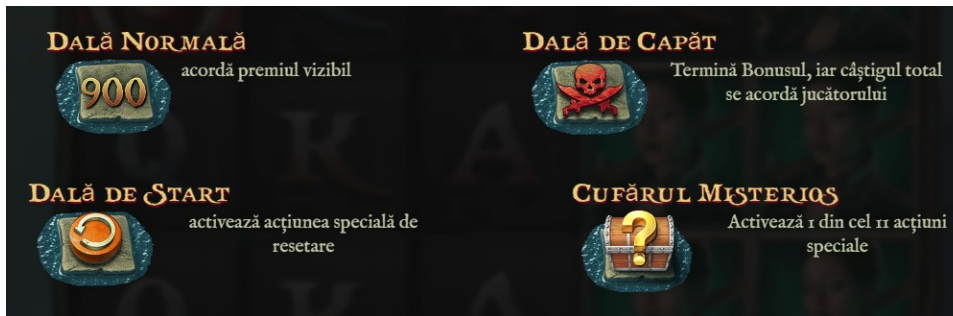 Dală Normală
900
acordă premiul vizibil
Dală de Capăt
Termină Bonusul, iar câștigul total
se acordă jucătorului
Dală de Start
activează acțiunea specială de
resetare
Cufărul Misterios
?
Activează 1 din cel 11 acțiuni
speciale
O K A
K A